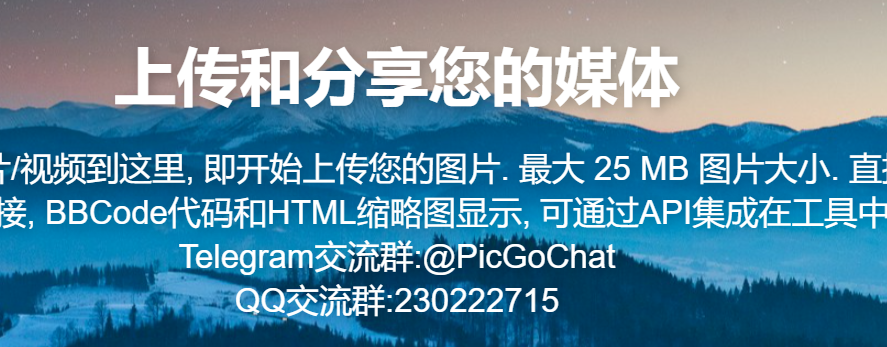 上传和分享您的媒体
片/视频到这里, 即开始上传您的图片. 最大 25 MB 图片大小. 直接
接, BBCode代码和HTML缩略图显示, 可通过API集成在工具中
Telegram交流群:@PicGoChat
QQ交流群:230222715